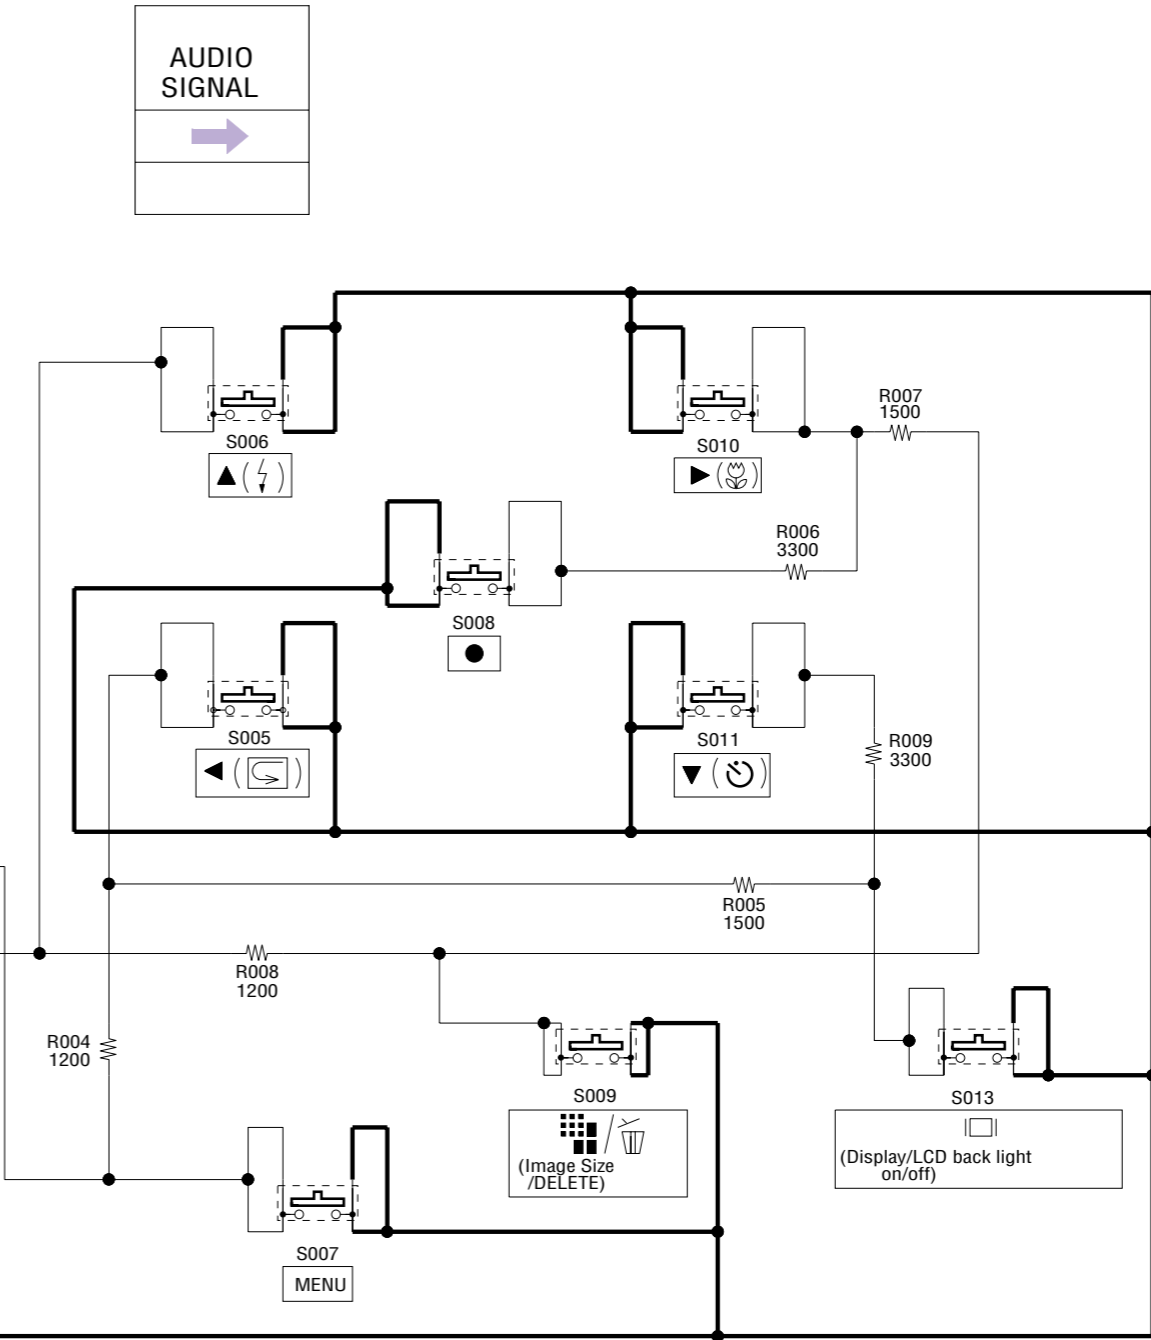 AUDIO
SIGNAL
R007
1500
S006
S010
R006
3300
S008
S005
S011
R009
3300
R005
1500
R008
1200
R004
1200
S009
(Image Size
/DELETE)
S013
(Display/LCD back light
on/off)
S007
MENU